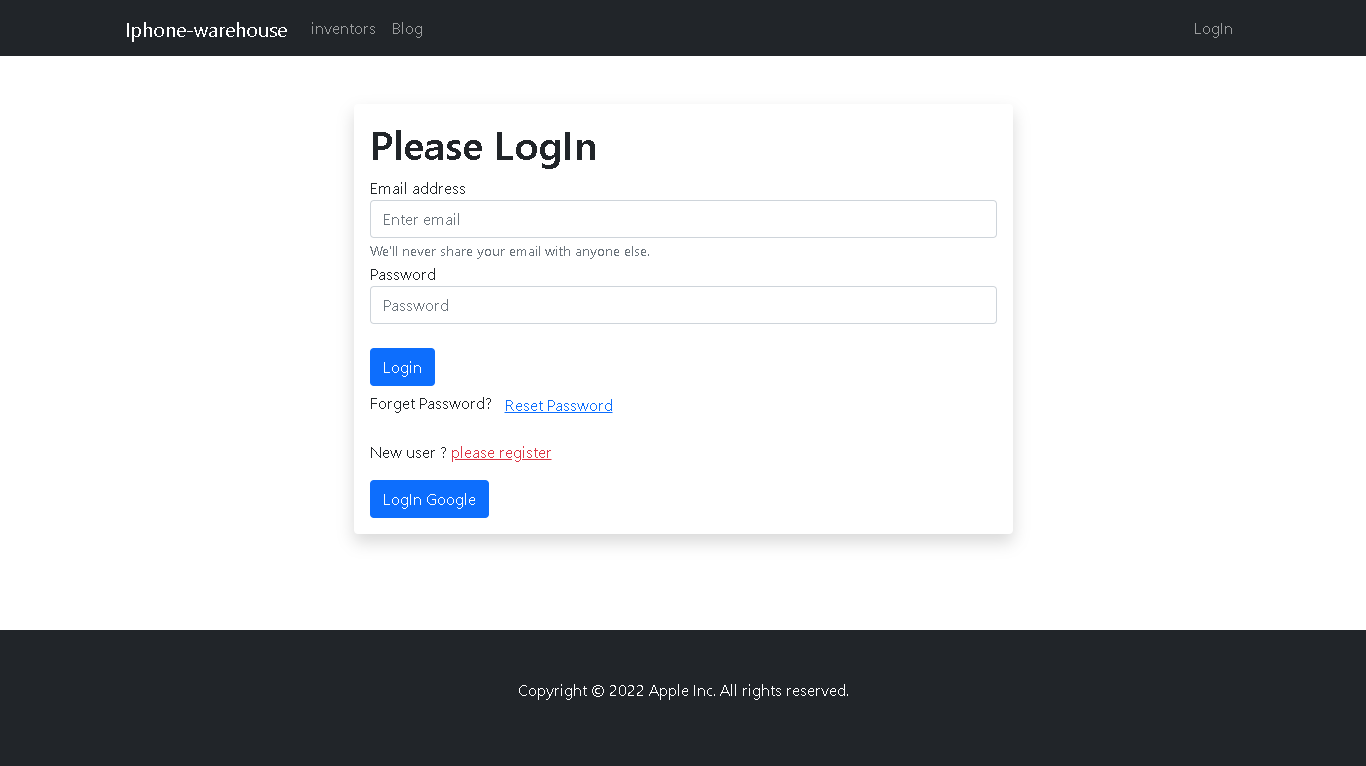 Iphone-warehouse inventors Blog LogIn
Please LogIn
Email address
Enter email
We'll never share your email with anyone else.
Password
Password
Login
Forget Password? Reset Password
New user ? please register
LogIn Google
Copyright © 2022 Apple Inc. All rights reserved.